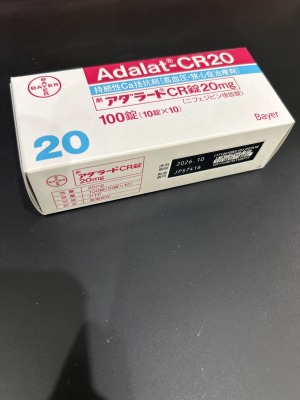 Adalat®-CR20
持続性Ca拮抗剤(高血圧・狭心症治療剤)
アダラートCR錠20mg
(ニフェジピン徐放錠)
100錠(10錠×10)
BAYER
Bayer
20
アダラートCR錠
20mg
BAYER
2026.10
JP57416